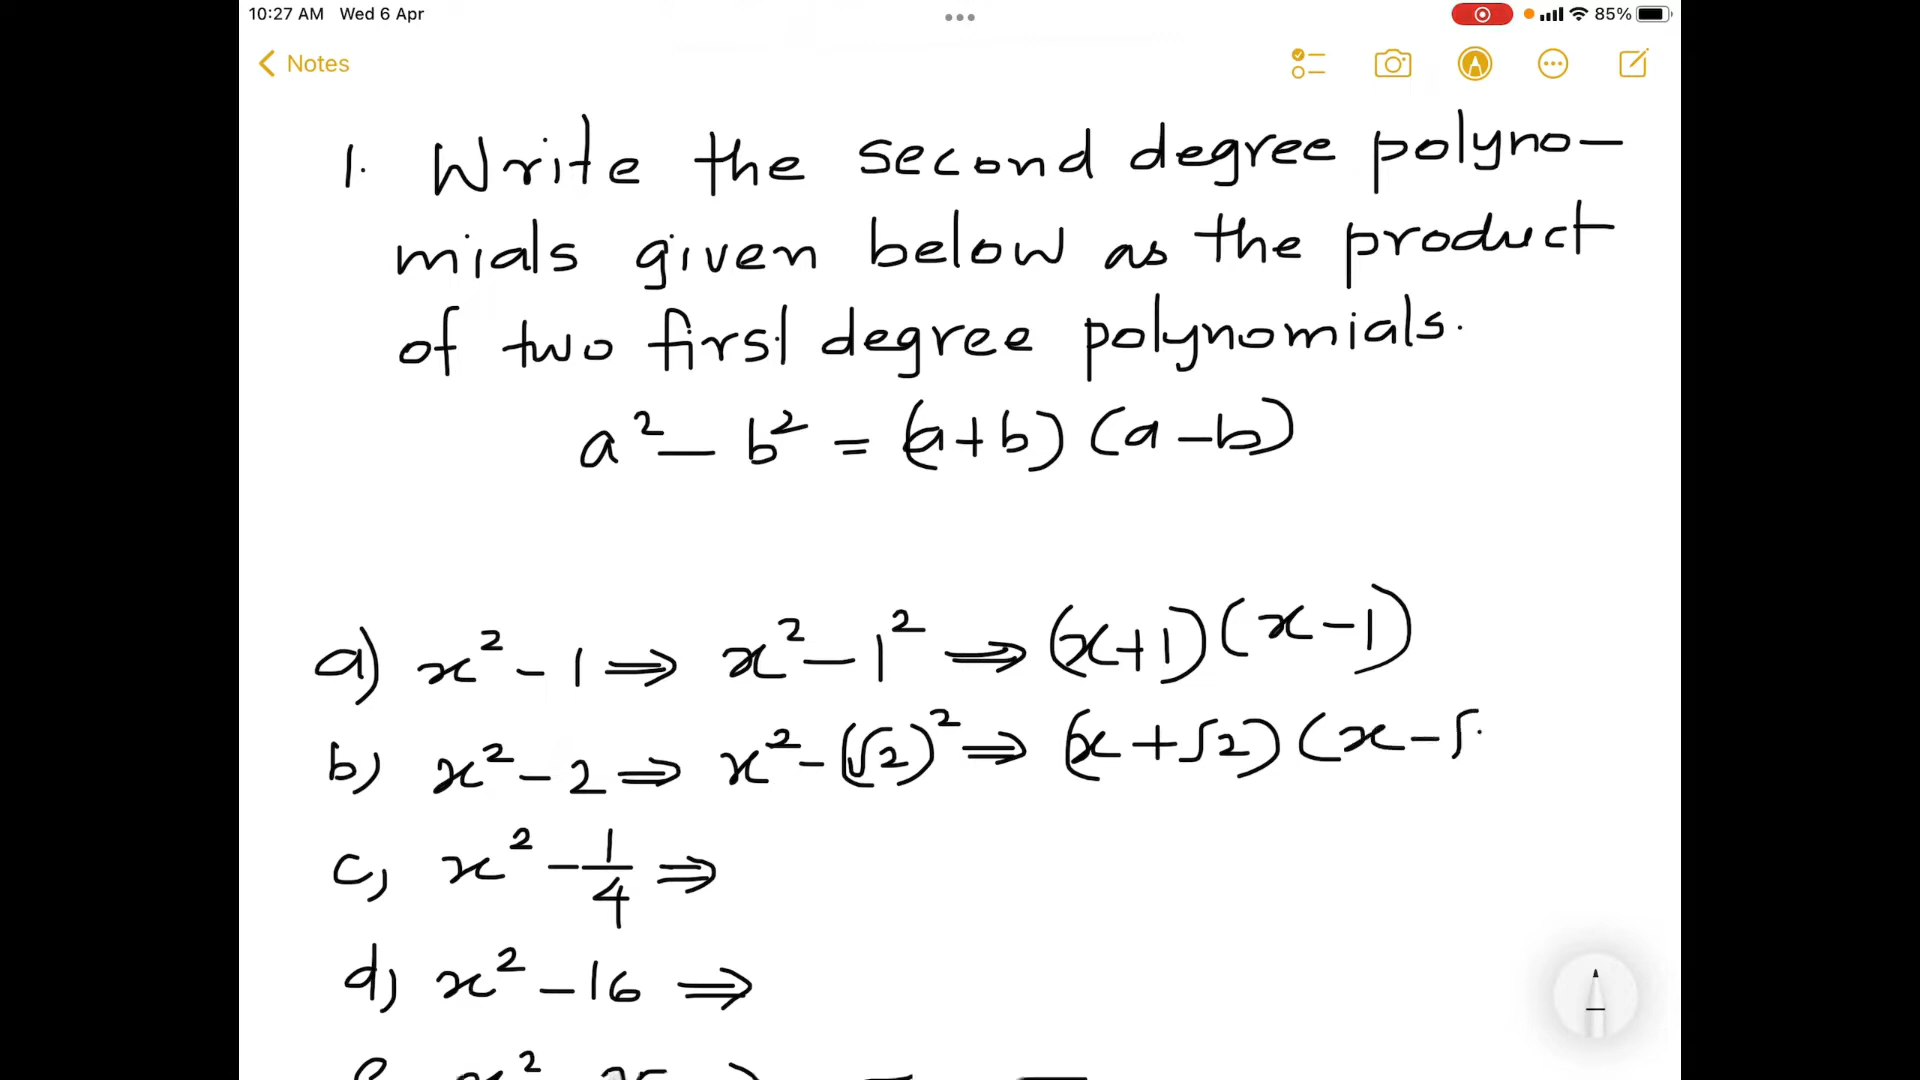 10:27 AM Wed 6 Apr
85%
Notes
1. Write the second degree polyno-
mials given below as the product
of two first degree polynomials.
a² - b² = (a+b) (a-b)
a) x² - 1 ⇒ x² - 1² ⇒ (x+1) (x-1)
b) x² - 2 ⇒ x² - (√2)² ⇒ (x+√2) (x-√
c) x² - 1/4 ⇒
d) x² - 16 ⇒